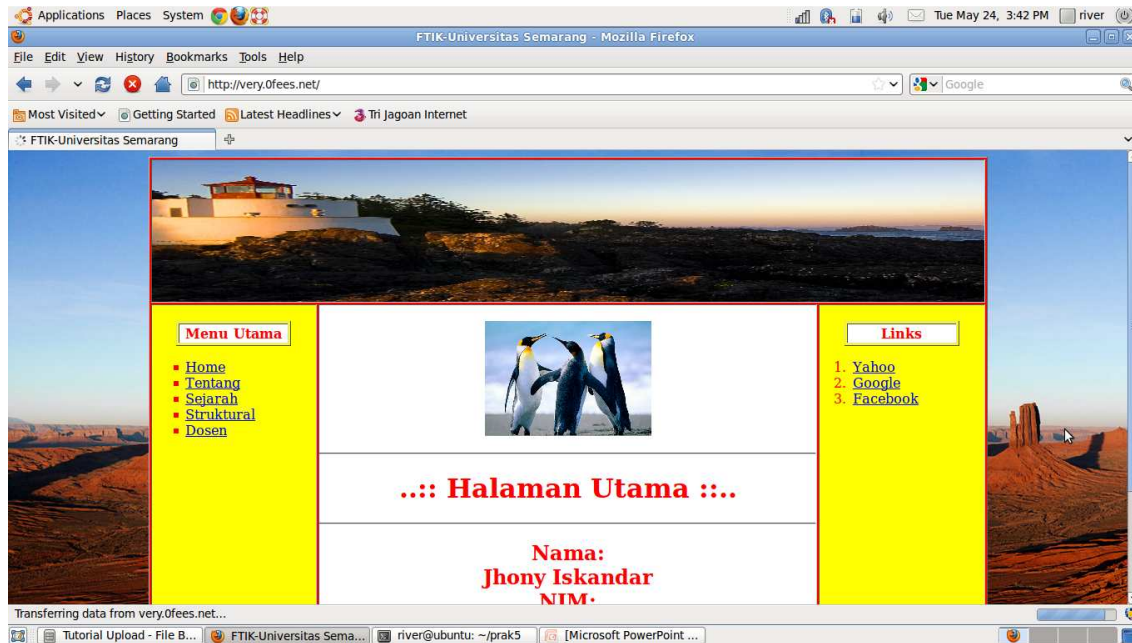 Applications Places System
Tue May 24, 3:42 PM river
FTIK-Universitas Semarang - Mozilla Firefox
File Edit View History Bookmarks Tools Help
http://very.0fees.net/
Google
Most Visited Getting Started Latest Headlines Tri Jagoan Internet
FTIK-Universitas Semarang
Menu Utama
Home
Tentang
Sejarah
Struktural
Dosen
..:: Halaman Utama ::..
Nama:
Jhony Iskandar
NIM:
Links
1. Yahoo
2. Google
3. Facebook
Transferring data from very.0fees.net...
Tutorial Upload - File B... FTIK-Universitas Sema... river@ubuntu: ~/prak5 [Microsoft PowerPoint ...